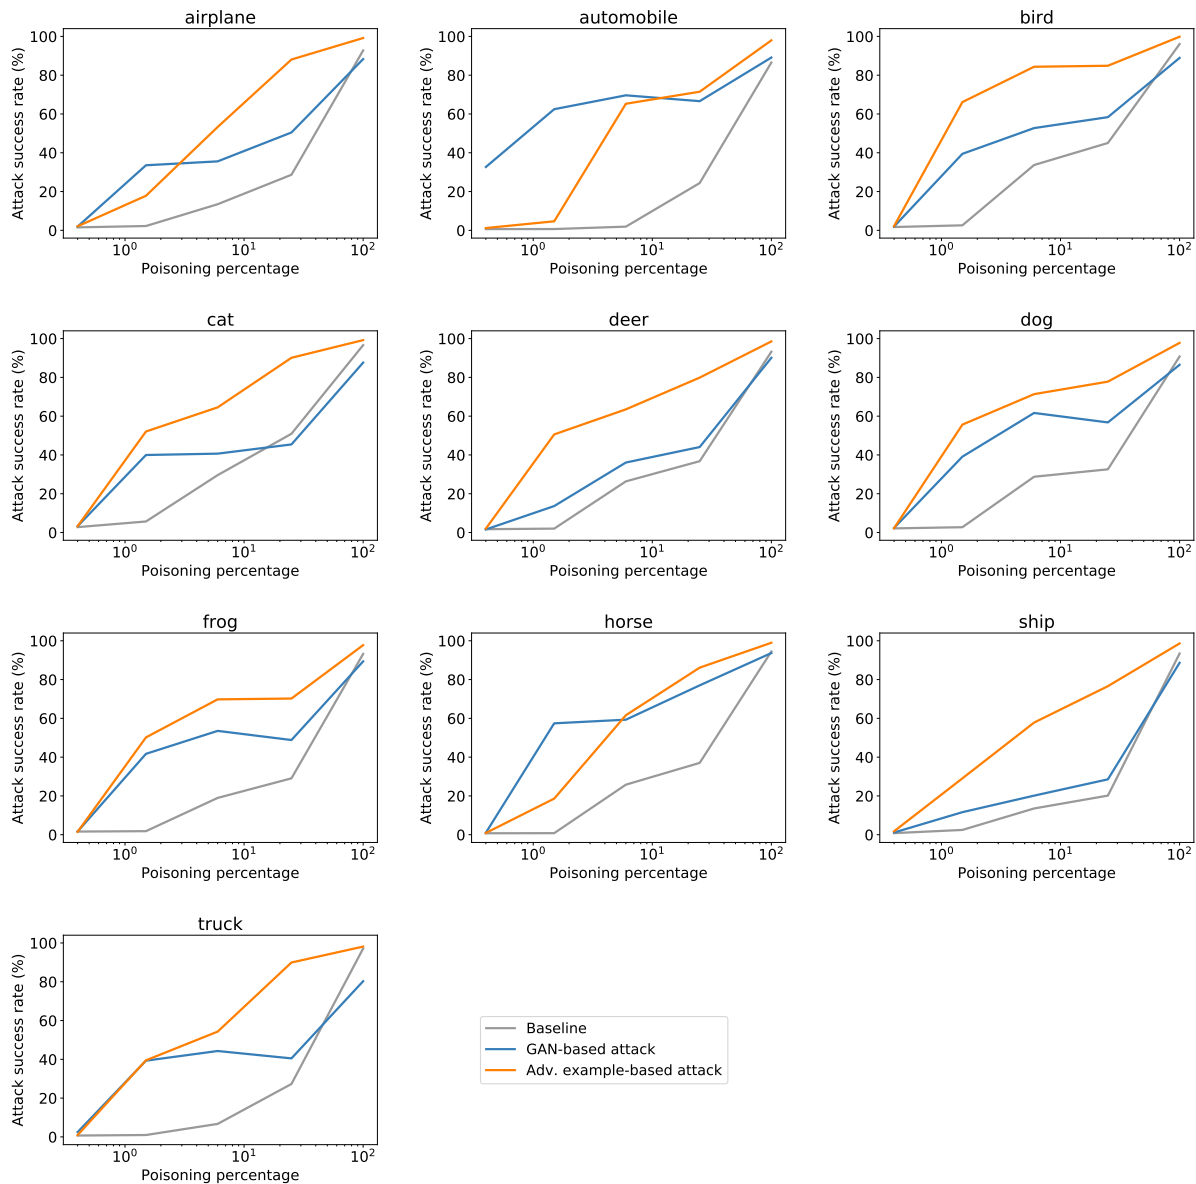 airplane
automobile
bird
Attack success rate (%)
100
80
60
40
20
0
10^0
10^1
10^2
Poisoning percentage
Attack success rate (%)
100
80
60
40
20
0
10^0
10^1
10^2
Poisoning percentage
Attack success rate (%)
100
80
60
40
20
0
10^0
10^1
10^2
Poisoning percentage
cat
deer
dog
Attack success rate (%)
100
80
60
40
20
0
10^0
10^1
10^2
Poisoning percentage
Attack success rate (%)
100
80
60
40
20
0
10^0
10^1
10^2
Poisoning percentage
Attack success rate (%)
100
80
60
40
20
0
10^0
10^1
10^2
Poisoning percentage
frog
horse
ship
Attack success rate (%)
100
80
60
40
20
0
10^0
10^1
10^2
Poisoning percentage
Attack success rate (%)
100
80
60
40
20
0
10^0
10^1
10^2
Poisoning percentage
Attack success rate (%)
100
80
60
40
20
0
10^0
10^1
10^2
Poisoning percentage
truck
Attack success rate (%)
100
80
60
40
20
0
10^0
10^1
10^2
Poisoning percentage
Baseline
GAN-based attack
Adv. example-based attack